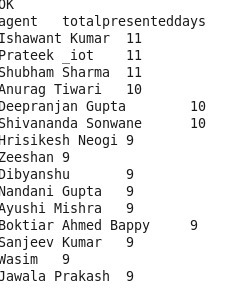 OK
agent	totalpresenteddays
Ishawant Kumar	11
Prateek _iot	11
Shubham Sharma	11
Anurag Tiwari	10
Deepranjan Gupta	10
Shivananda Sonwane	10
Hrisikesh Neogi	9
Zeeshan	9
Dibyanshu	9
Nandani Gupta	9
Ayushi Mishra	9
Boktiar Ahmed Bappy	9
Sanjeev Kumar	9
Wasim	9
Jawala Prakash	9